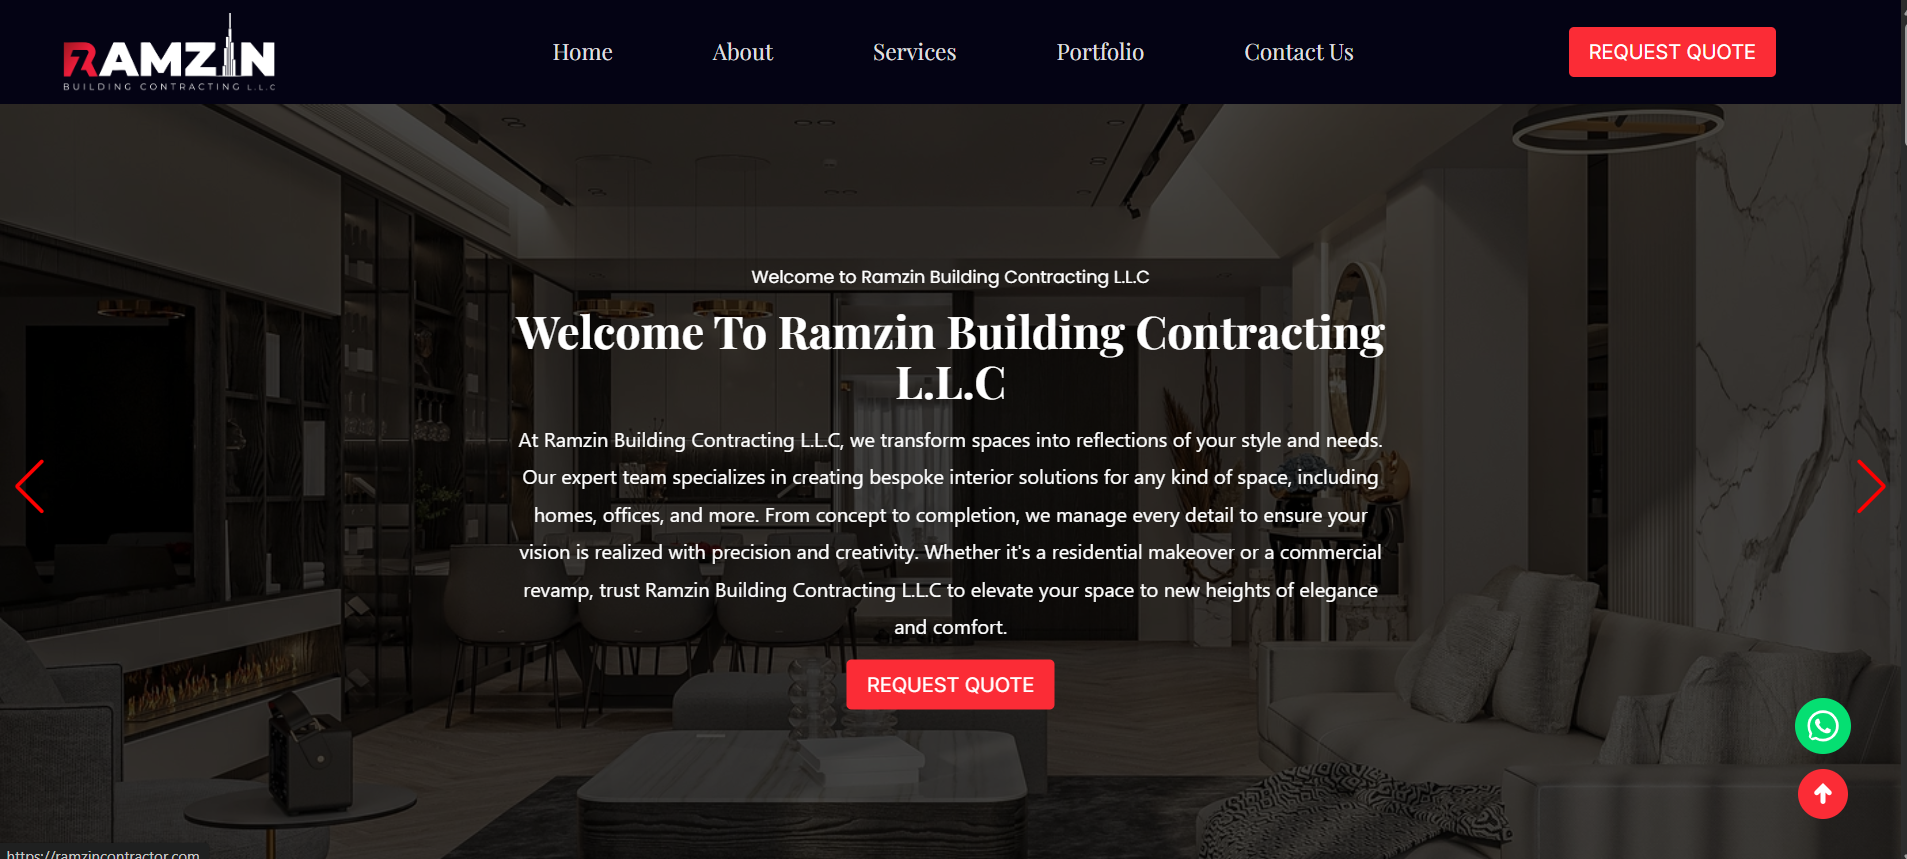 RAMZIN
BUILDING CONTRACTING L.L.C
Home
About
Services
Portfolio
Contact Us
REQUEST QUOTE
Welcome to Ramzin Building Contracting L.L.C
Welcome To Ramzin Building Contracting
L.L.C
At Ramzin Building Contracting L.L.C, we transform spaces into reflections of your style and needs.
Our expert team specializes in creating bespoke interior solutions for any kind of space, including
homes, offices, and more. From concept to completion, we manage every detail to ensure your
vision is realized with precision and creativity. Whether it's a residential makeover or a commercial
revamp, trust Ramzin Building Contracting L.L.C to elevate your space to new heights of elegance
and comfort.
REQUEST QUOTE
https://ramzincontractor.com